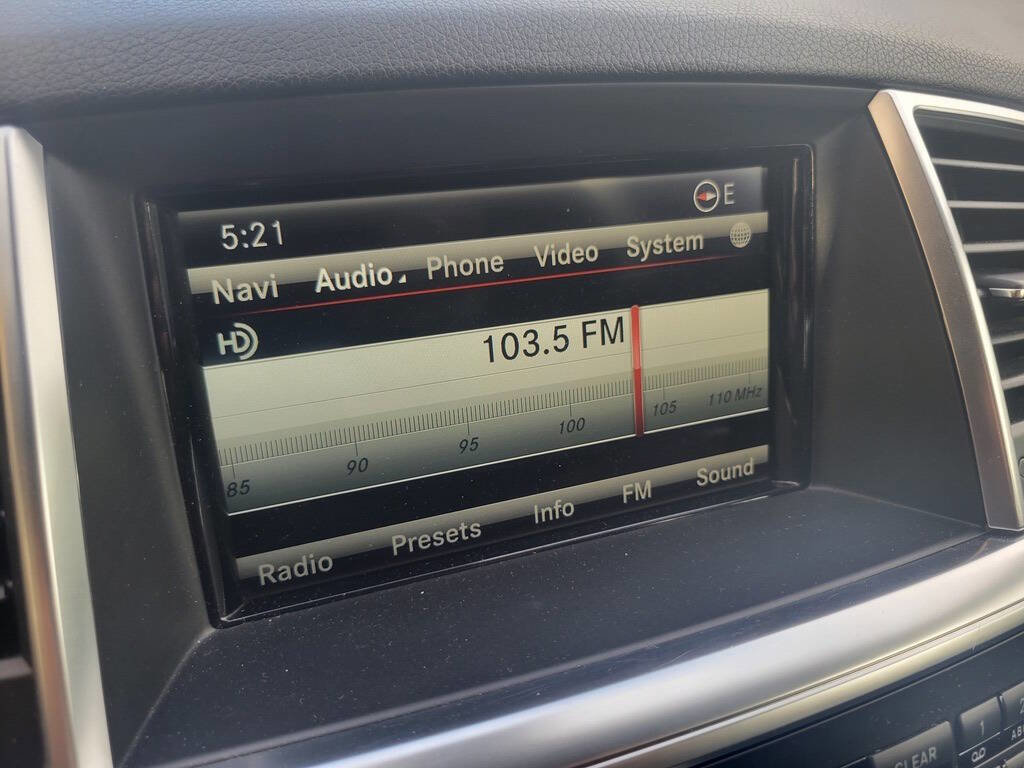 E
5:21
Navi Audio Phone Video System
HD
103.5 FM
85 90 95 100 105 110 MHz
Radio Presets Info FM Sound
CLEAR 1